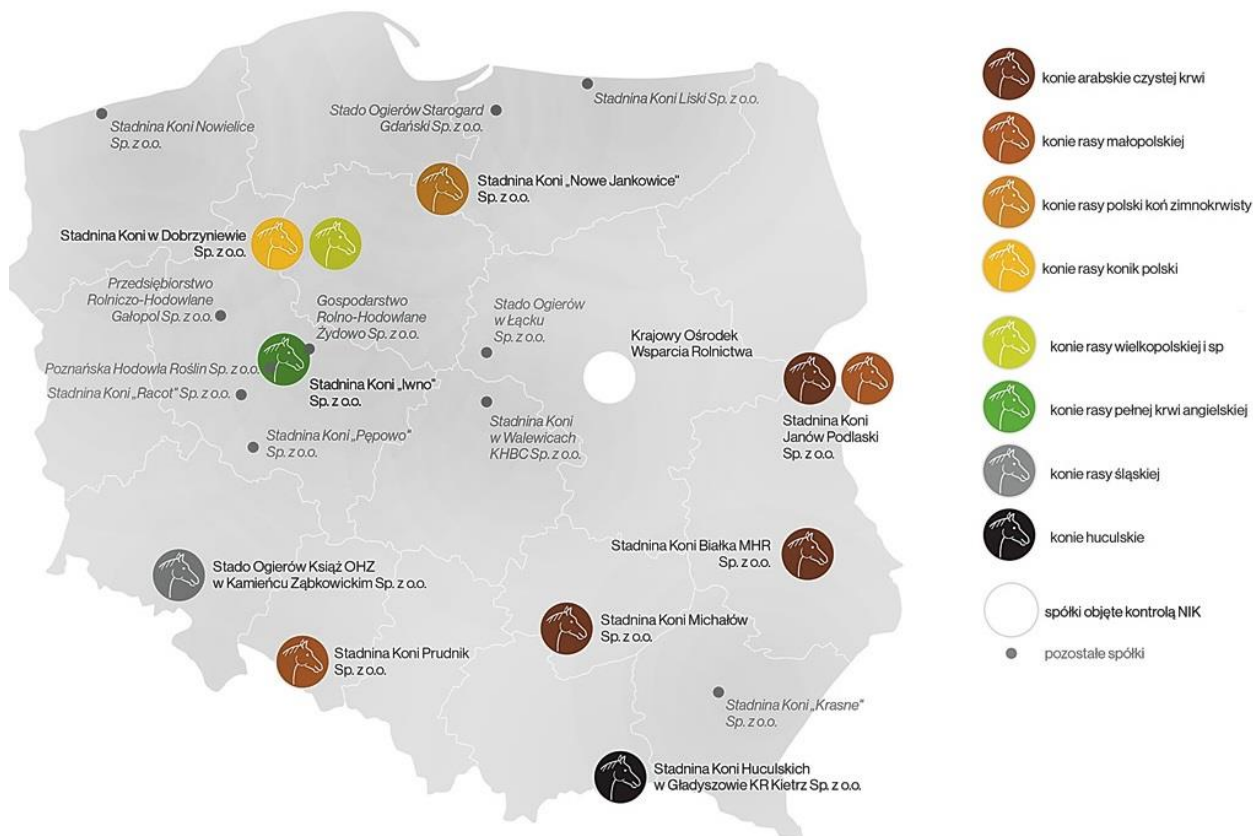 Stadnina Koni Nowielice
Sp. z o.o.
Stado Ogierów Starogard
Gdański Sp. z o.o.
Stadnina Koni Liski Sp. z o.o.
Stadnina Koni „Nowe Jankowice”
Sp. z o.o.
Stadnina Koni w Dobrzyniewie
Sp. z o.o.
Przedsiębiorstwo
Rolniczo-Hodowlane
Gałopol Sp. z o.o.
Gospodarstwo
Rolno-Hodowlane
Żydowo Sp. z o.o.
Stado Ogierów
w Łącku
Sp. z o.o.
Krajowy Ośrodek
Wsparcia Rolnictwa
Poznańska Hodowla Roślin Sp. z o.o.
Stadnina Koni „Iwno”
Sp. z o.o.
Stadnina Koni „Racot” Sp. z o.o.
Stadnina Koni „Pępowo”
Sp. z o.o.
Stadnina Koni
w Walewicach
KHBC Sp. z o.o.
Stadnina Koni
Janów Podlaski
Sp. z o.o.
Stadnina Koni Białka MHR
Sp. z o.o.
Stado Ogierów Książ OHZ
w Kamieńcu Ząbkowickim Sp. z o.o.
Stadnina Koni Michałów
Sp. z o.o.
Stadnina Koni Prudnik
Sp. z o.o.
Stadnina Koni „Krasne”
Sp. z o.o.
Stadnina Koni Huculskich
w Gładyszowie KR Kietrz Sp. z o.o.
konie arabskie czystej krwi
konie rasy małopolskiej
konie rasy polski koń zimnokrwisty
konie rasy konik polski
konie rasy wielkopolskiej i sp
konie rasy pełnej krwi angielskiej
konie rasy śląskiej
konie huculskie
spółki objęte kontrolą NIK
pozostałe spółki